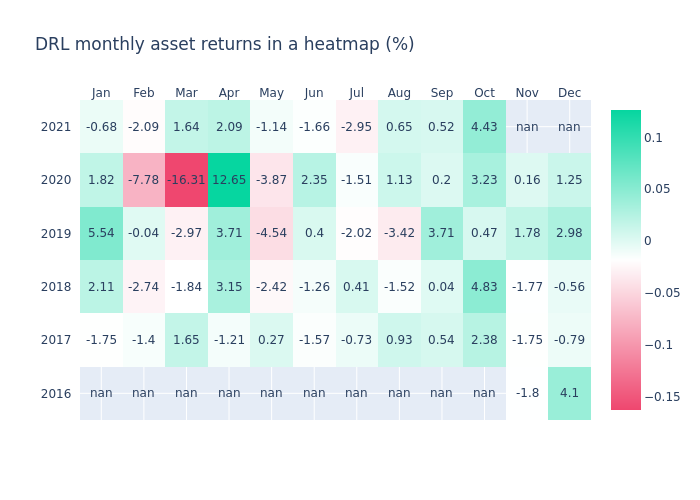 DRL monthly asset returns in a heatmap (%)
Jan Feb Mar Apr May Jun Jul Aug Sep Oct Nov Dec
2021 -0.68 -2.09 1.64 2.09 -1.14 -1.66 -2.95 0.65 0.52 4.43 nan nan
2020 1.82 -7.78 -16.31 12.65 -3.87 2.35 -1.51 1.13 0.2 3.23 0.16 1.25
2019 5.54 -0.04 -2.97 3.71 -4.54 0.4 -2.02 -3.42 3.71 0.47 1.78 2.98
2018 2.11 -2.74 -1.84 3.15 -2.42 -1.26 0.41 -1.52 0.04 4.83 -1.77 -0.56
2017 -1.75 -1.4 1.65 -1.21 0.27 -1.57 -0.73 0.93 0.54 2.38 -1.75 -0.79
2016 nan nan nan nan nan nan nan nan nan nan -1.8 4.1
0.1
0.05
0
−0.05
−0.1
−0.15